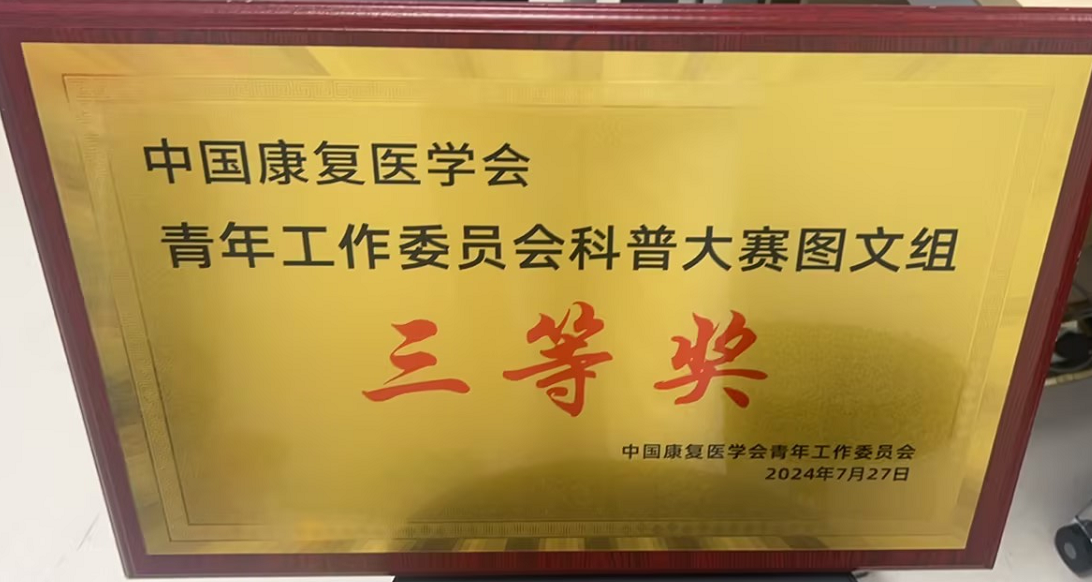 中国康复医学会
青年工作委员会科普大赛图文组
三等奖
中国康复医学会青年工作委员会
2024年7月27日